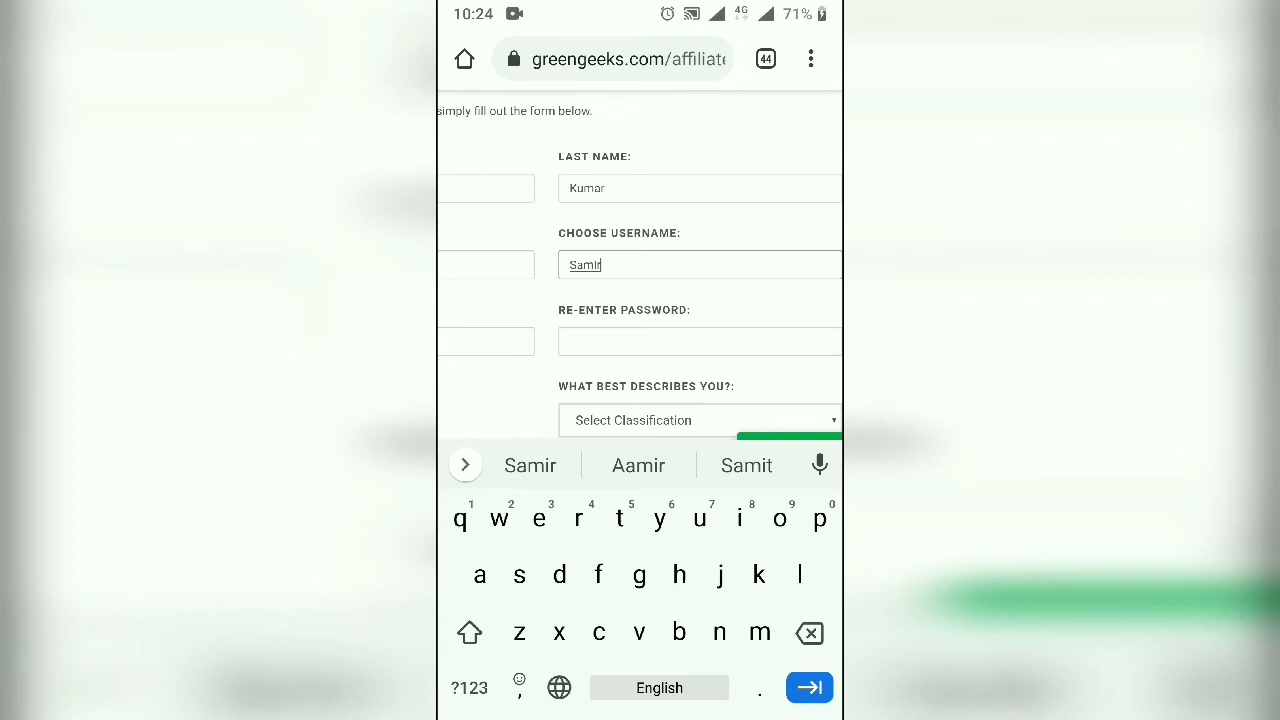 10:24 4G 71%
greengeeks.com/affiliate
44
simply fill out the form below.
LAST NAME:
Kumar
CHOOSE USERNAME:
Samir
RE-ENTER PASSWORD:
WHAT BEST DESCRIBES YOU?:
Select Classification
Samir Aamir Samit
1 2 3 4 5 6 7 8 9 0
q w e r t y u i o p
a s d f g h j k l
z x c v b n m
?123 , English .